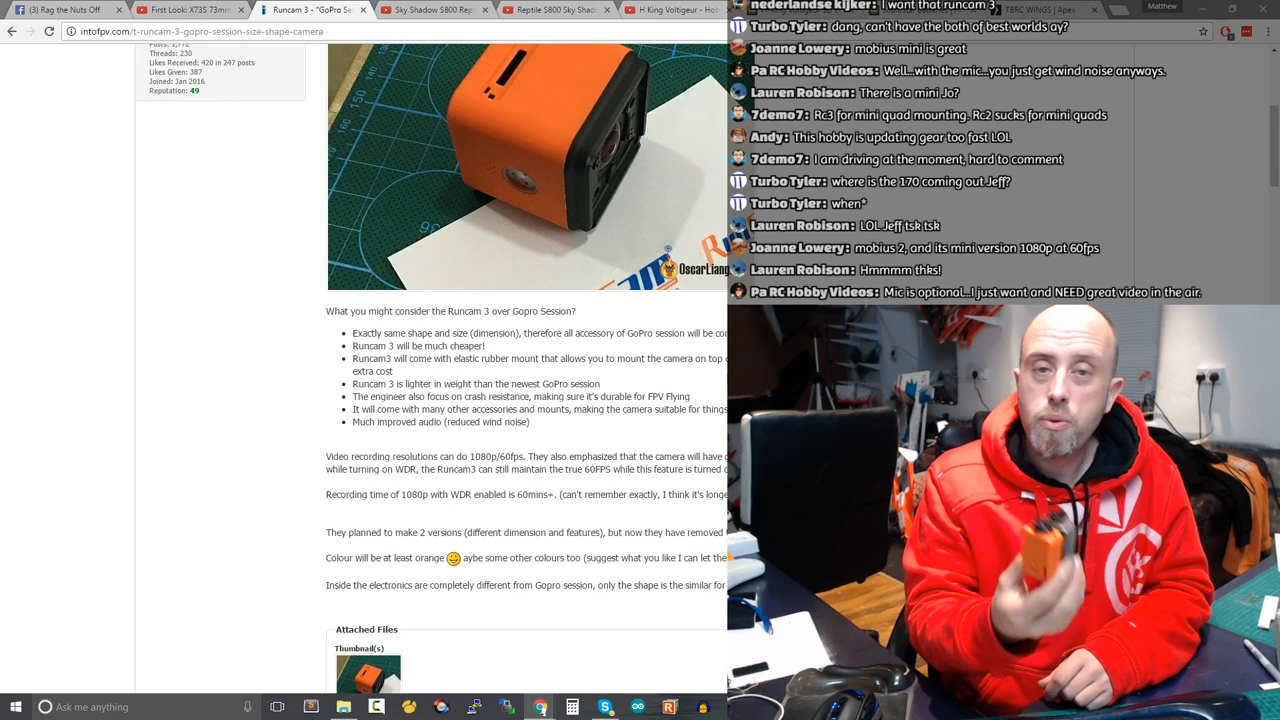 (3) Rag the Nuts Off
First Look: X73S 73mm
Runcam 3 - "GoPro Ses
Sky Shadow S800 Rept
Reptile S800 Sky Shado
H King Voltigeur - Hob
TBRC WINGS | Apex
Matthew
intofpv.com/t-runcam-3-gopro-session-size-shape-camera
Threads: 230
Likes Received: 420 in 247 posts
Likes Given: 387
Joined: Jan 2016
Reputation: 49
nederlandse kijker: I want that runcam 3
Turbo Tyler: dang, can't have the both of best worlds ay?
Joanne Lowery: mobius mini is great
Pa RC Hobby Videos: Well...with the mic...you just get wind noise anyways.
Lauren Robison: There is a mini Jo?
7demo7: Rc3 for mini quad mounting. Rc2 sucks for mini quads
Andy: This hobby is updating gear too fast LOL
7demo7: I am driving at the moment, hard to comment
Turbo Tyler: where is the 170 coming out Jeff?
Turbo Tyler: when*
Lauren Robison: LOL Jeff tsk tsk
Joanne Lowery: mobius 2, and its mini version 1080p at 60fps
Lauren Robison: Hmmmm thks!
Pa RC Hobby Videos: Mic is optional...I just want and NEED great video in the air.
150
90
OscarLiang
What you might consider the Runcam 3 over Gopro Session?
Exactly same shape and size (dimension), therefore all accessory of GoPro session will be con
Runcam 3 will be much cheaper!
Runcam3 will come with elastic rubber mount that allows you to mount the camera on top o
extra cost
Runcam 3 is lighter in weight than the newest GoPro session
The engineer also focus on crash resistance, making sure it's durable for FPV Flying
It will come with many other accessories and mounts, making the camera suitable for things
Much improved audio (reduced wind noise)
Video recording resolutions can do 1080p/60fps. They also emphasized that the camera will have g
while turning on WDR, the Runcam3 can still maintain the true 60FPS while this feature is turned o
Recording time of 1080p with WDR enabled is 60mins+. (can't remember exactly, I think it's longe
They planned to make 2 versions (different dimension and features), but now they have removed
Colour will be at least orange aybe some other colours too (suggest what you like I can let the
Inside the electronics are completely different from Gopro session, only the shape is the similar for
Attached Files
Thumbnail(s)
Ask me anything